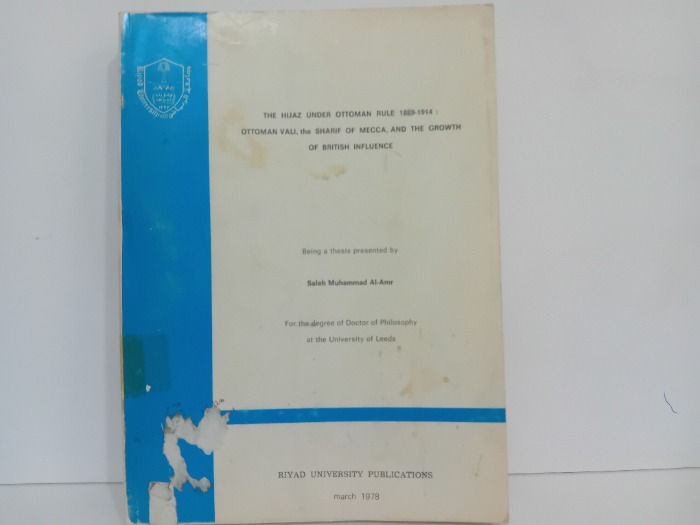 Riyad University
THE HIJAZ UNDER OTTOMAN RULE 1869-1914 :
OTTOMAN VALI, the SHARIF OF MECCA, AND THE GROWTH
OF BRITISH INFLUENCE
Being a thesis presented by
Saleh Muhammad Al-Amr
For the degree of Doctor of Philosophy
at the University of Leeds
RIYAD UNIVERSITY PUBLICATIONS
march 1978